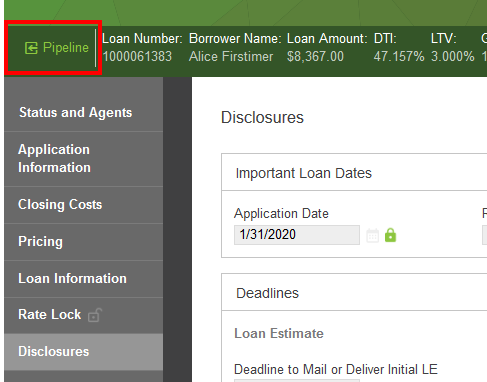 Pipeline
Loan Number: Borrower Name: Loan Amount: DTI: LTV:
1000061383 Alice Firstimer $8,367.00 47.157% 3.000%
Status and Agents
Application
Information
Closing Costs
Pricing
Loan Information
Rate Lock
Disclosures
Disclosures
Important Loan Dates
Application Date
1/31/2020
Deadlines
Loan Estimate
Deadline to Mail or Deliver Initial LE